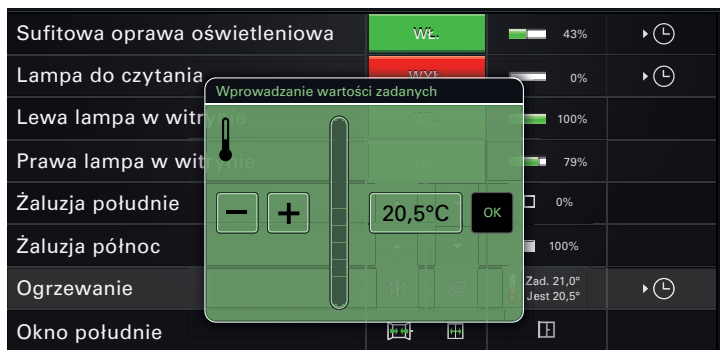 Sufitowa oprawa oświetleniowa WŁ. 43%
Lampa do czytania WYŁ. 0%
Wprowadzanie wartości zadanych
Lewa lampa w witrynie WŁ. 100%
Prawa lampa w witrynie WŁ. 79%
Żaluzja południe 0%
− + 20,5°C OK
Żaluzja północ 100%
Ogrzewanie Zad. 21,0°
Jest 20,5°
Okno południe